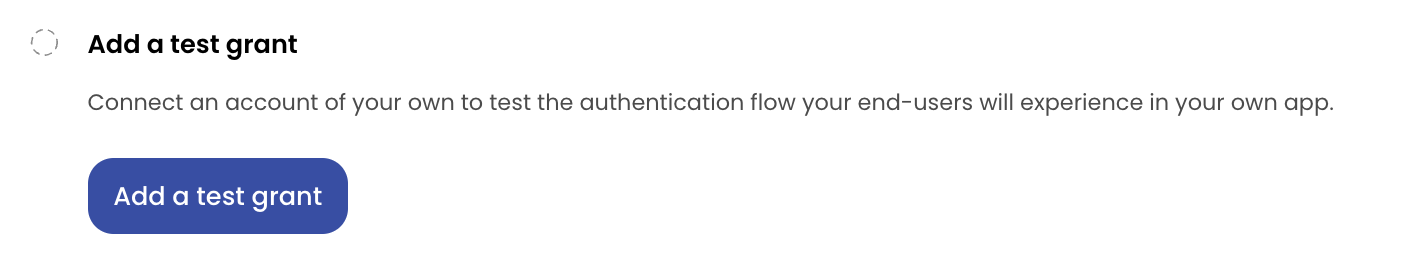 Add a test grant
Connect an account of your own to test the authentication flow your end-users will experience in your own app.
Add a test grant